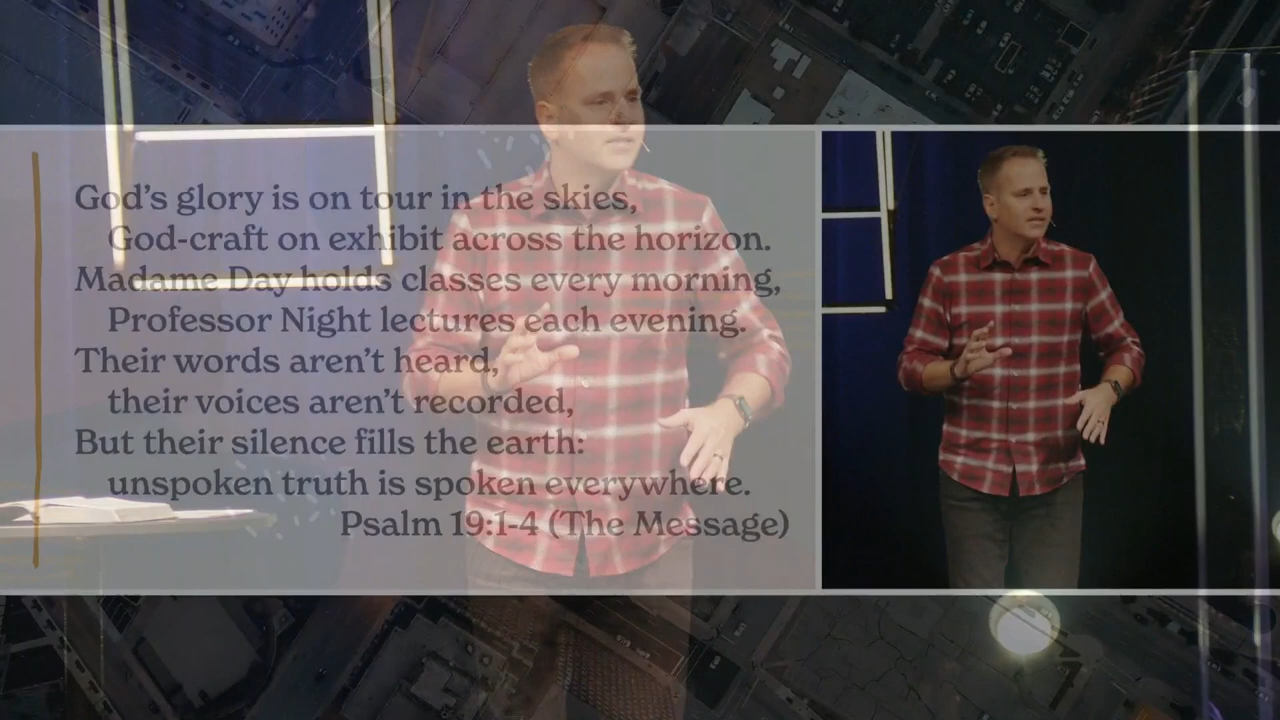 God’s glory is on tour in the skies,
God-craft on exhibit across the horizon.
Madame Day holds classes every morning,
Professor Night lectures each evening.
Their words aren’t heard,
their voices aren’t recorded,
But their silence fills the earth:
unspoken truth is spoken everywhere.
Psalm 19:1-4 (The Message)